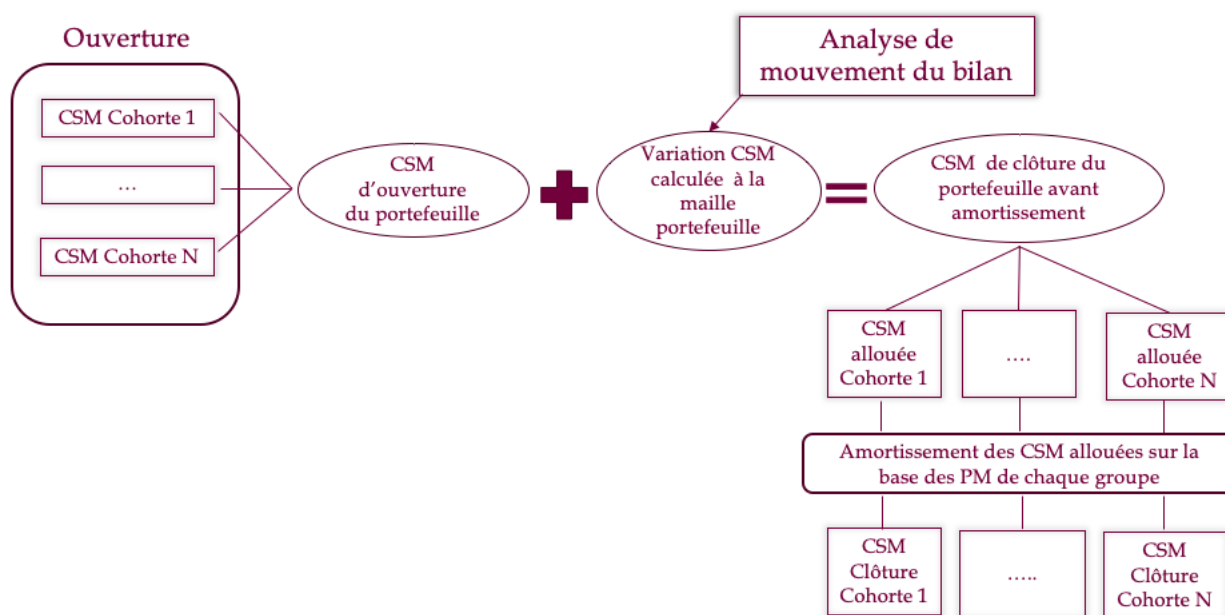 Ouverture
Analyse de
mouvement du bilan
CSM Cohorte 1
…
CSM Cohorte N
CSM
d’ouverture
du portefeuille
Variation CSM
calculée à la
maille
portefeuille
CSM de clôture du
portefeuille avant
amortissement
CSM
allouée
Cohorte 1
….
CSM
allouée
Cohorte N
Amortissement des CSM allouées sur la
base des PM de chaque groupe
CSM
Clôture
Cohorte 1
…..
CSM
Clôture
Cohorte N